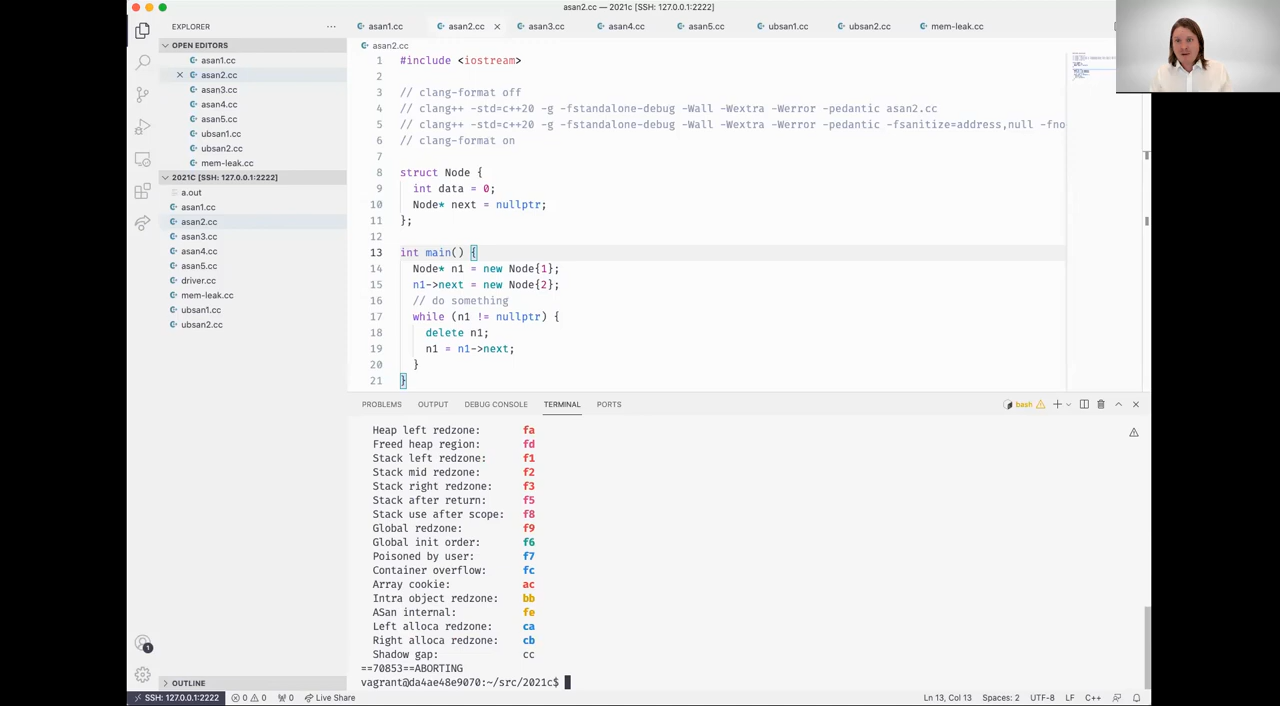 asan2.cc — 2021c [SSH: 127.0.0.1:2222]
EXPLORER
OPEN EDITORS
asan1.cc
asan2.cc
asan3.cc
asan4.cc
asan5.cc
ubsan1.cc
ubsan2.cc
mem-leak.cc
2021C [SSH: 127.0.0.1:2222]
a.out
asan1.cc
asan2.cc
asan3.cc
asan4.cc
asan5.cc
driver.cc
mem-leak.cc
ubsan1.cc
ubsan2.cc
OUTLINE
asan1.cc asan2.cc asan3.cc asan4.cc asan5.cc ubsan1.cc ubsan2.cc mem-leak.cc
asan2.cc
1 #include <iostream>
2
3 // clang-format off
4 // clang++ -std=c++20 -g -fstandalone-debug -Wall -Wextra -Werror -pedantic asan2.cc
5 // clang++ -std=c++20 -g -fstandalone-debug -Wall -Wextra -Werror -pedantic -fsanitize=address,null -fno
6 // clang-format on
7
8 struct Node {
9 int data = 0;
10 Node* next = nullptr;
11 };
12
13 int main() {
14 Node* n1 = new Node{1};
15 n1->next = new Node{2};
16 // do something
17 while (n1 != nullptr) {
18 delete n1;
19 n1 = n1->next;
20 }
21 }
PROBLEMS OUTPUT DEBUG CONSOLE TERMINAL PORTS
bash
Heap left redzone: fa
Freed heap region: fd
Stack left redzone: f1
Stack mid redzone: f2
Stack right redzone: f3
Stack after return: f5
Stack use after scope: f8
Global redzone: f9
Global init order: f6
Poisoned by user: f7
Container overflow: fc
Array cookie: ac
Intra object redzone: bb
ASan internal: fe
Left alloca redzone: ca
Right alloca redzone: cb
Shadow gap: cc
==70853==ABORTING
vagrant@da4ae48e9070:~/src/2021c$
1
SSH: 127.0.0.1:2222 0 0 0 Live Share Ln 13, Col 13 Spaces: 2 UTF-8 LF C++